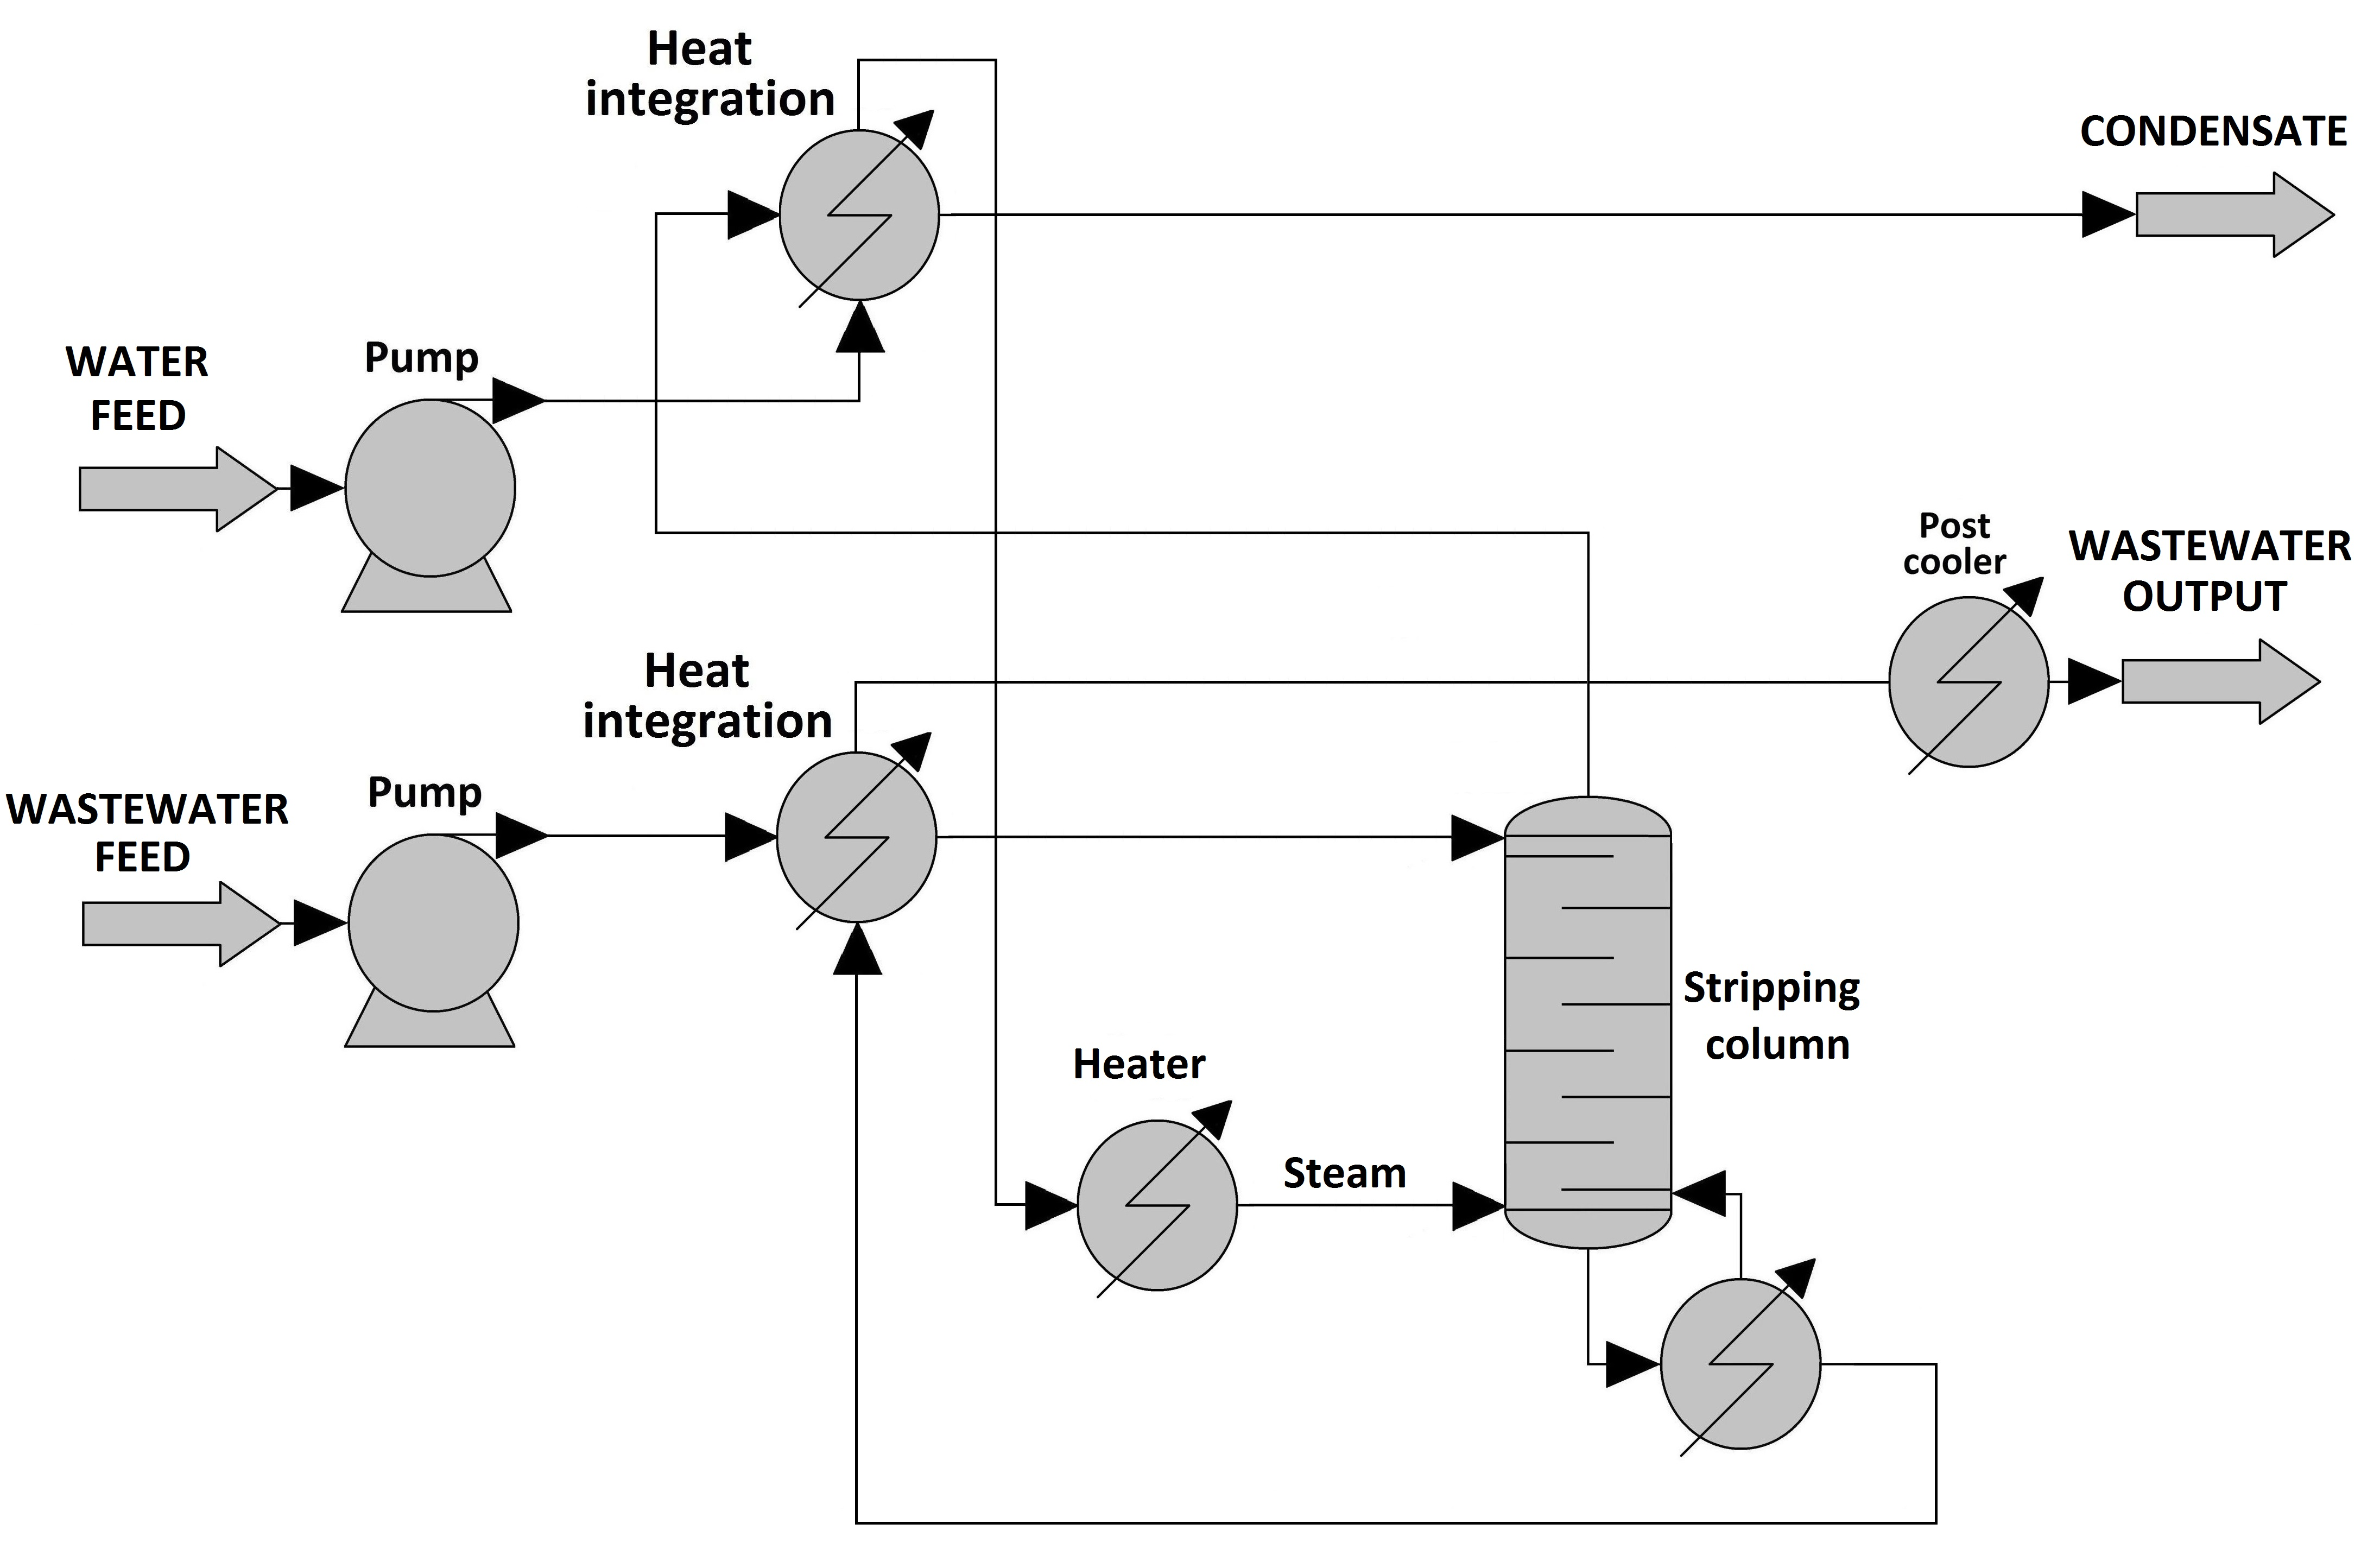 Heat
integration
CONDENSATE
WATER
FEED
Pump
Post
cooler
WASTEWATER
OUTPUT
Heat
integration
WASTEWATER
FEED
Pump
Stripping
column
Heater
Steam